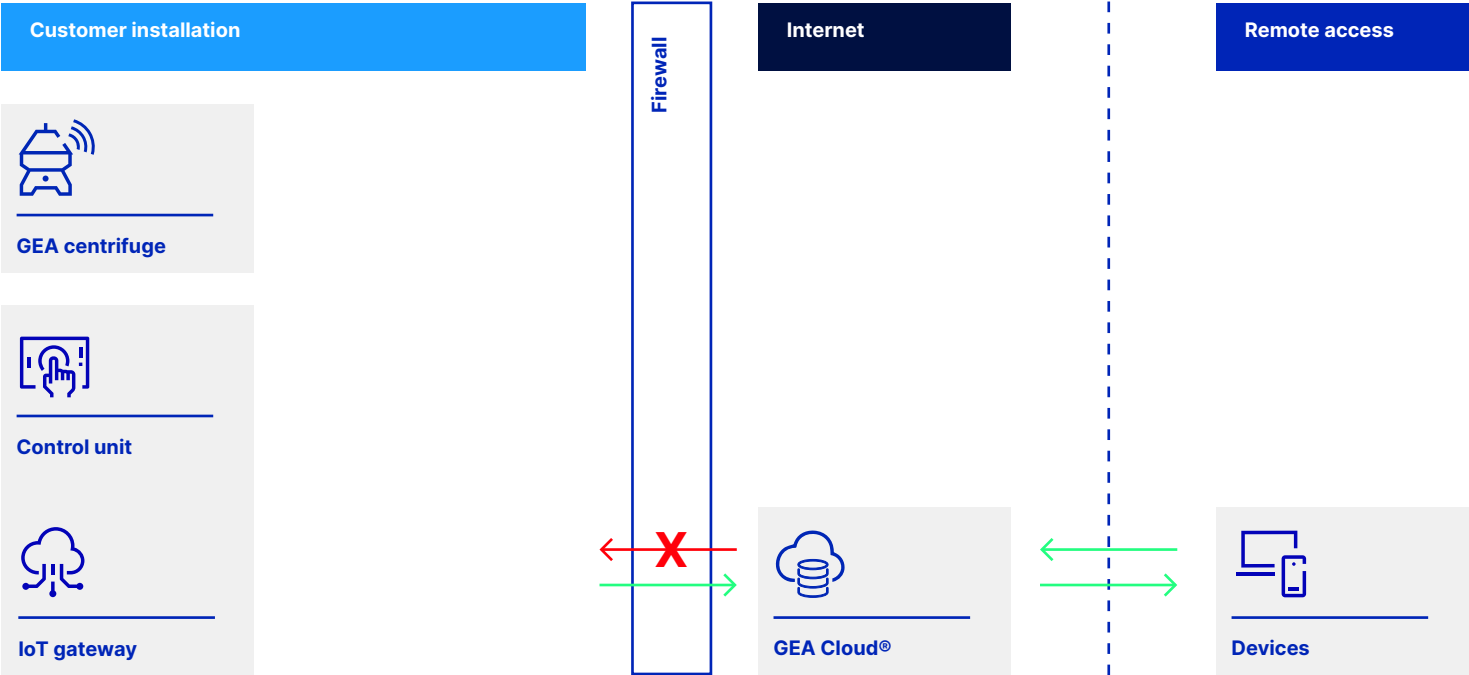 Customer installation
Firewall
Internet
Remote access
GEA centrifuge
Control unit
X
IoT gateway
GEA Cloud®
Devices